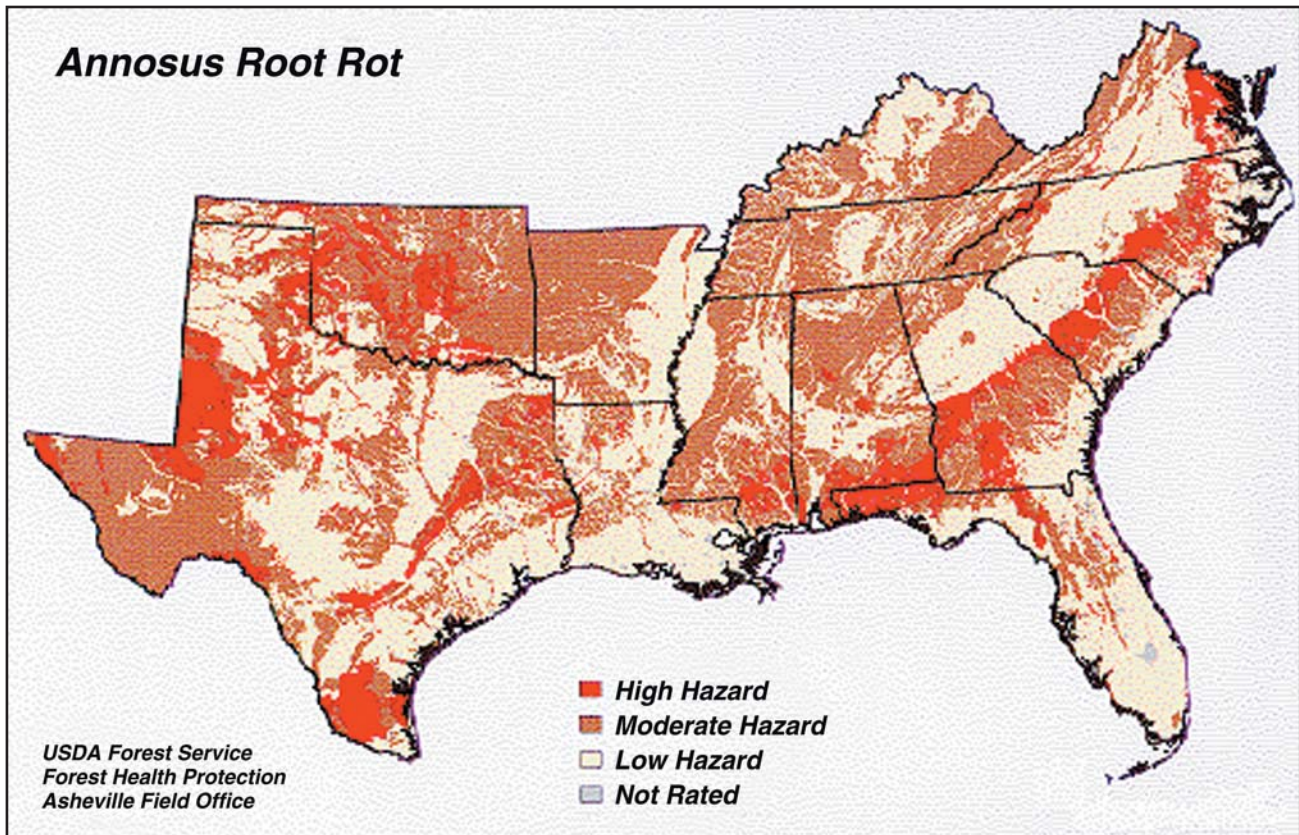 Annosus Root Rot
High Hazard
Moderate Hazard
Low Hazard
Not Rated
USDA Forest Service
Forest Health Protection
Asheville Field Office